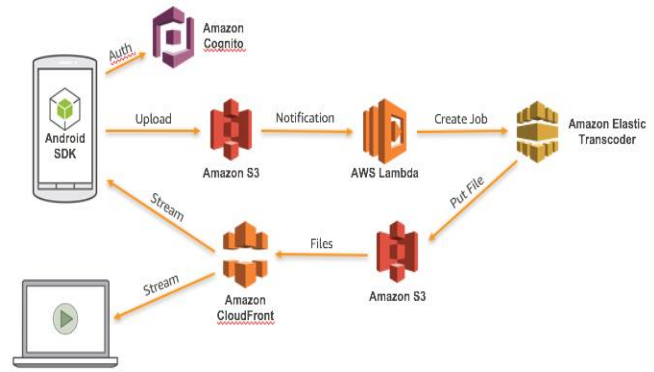 Amazon
Cognito
Auth
Android
SDK
Upload
Amazon S3
Notification
AWS Lambda
Create Job
Amazon Elastic
Transcoder
Put File
Amazon S3
Files
Amazon
CloudFront
Stream
Stream